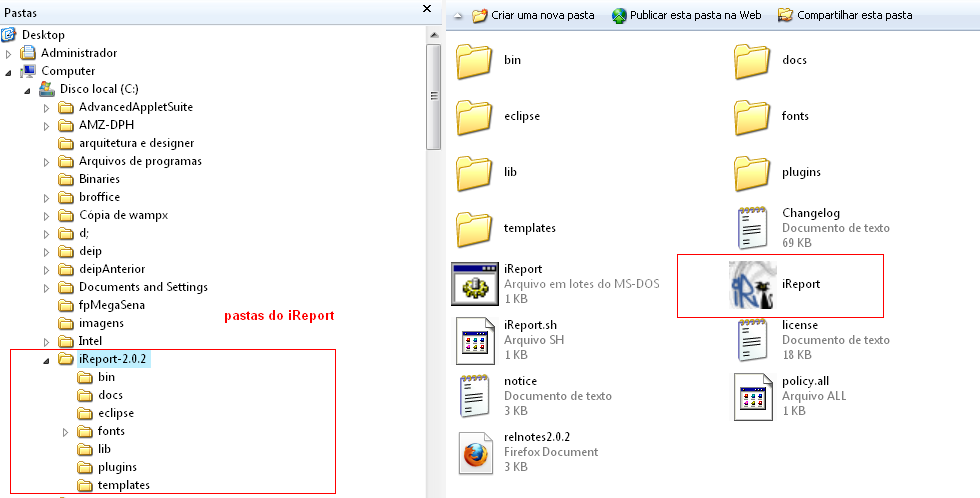 Pastas
Desktop
Administrador
Computer
Disco local (C:)
AdvancedAppletSuite
AMZ-DPH
arquitetura e designer
Arquivos de programas
Binaries
broffice
Cópia de wampx
d;
deip
deipAnterior
Documents and Settings
fpMegaSena
imagens
Intel
iReport-2.0.2
bin
docs
eclipse
fonts
lib
plugins
templates
pastas do iReport
Criar uma nova pasta
Publicar esta pasta na Web
Compartilhar esta pasta
bin
docs
eclipse
fonts
lib
plugins
templates
Changelog
Documento de texto
69 KB
iReport
Arquivo em lotes do MS-DOS
1 KB
iReport
iReport.sh
Arquivo SH
1 KB
license
Documento de texto
18 KB
notice
Documento de texto
3 KB
policy.all
Arquivo ALL
1 KB
relnotes2.0.2
Firefox Document
3 KB